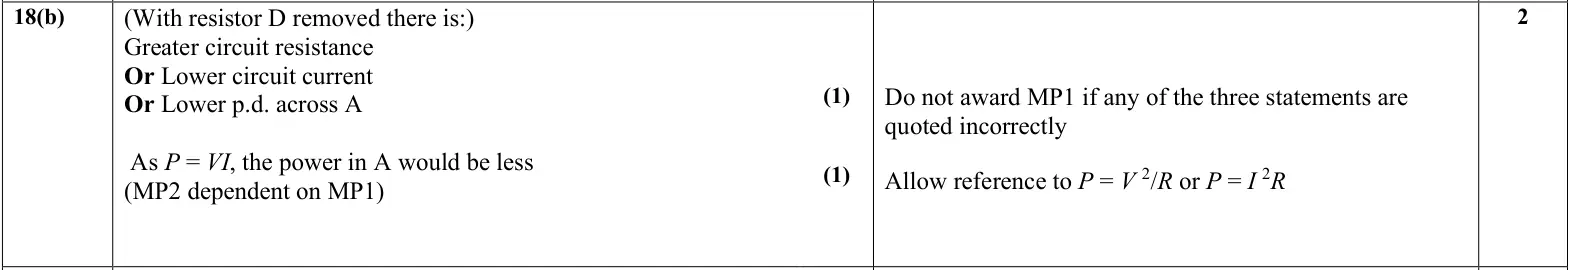 18(b)
(With resistor D removed there is:)
Greater circuit resistance
Or Lower circuit current
Or Lower p.d. across A
(1)
As P = VI, the power in A would be less
(MP2 dependent on MP1)
(1)
Do not award MP1 if any of the three statements are
quoted incorrectly
Allow reference to P = V ²/R or P = I ²R
2